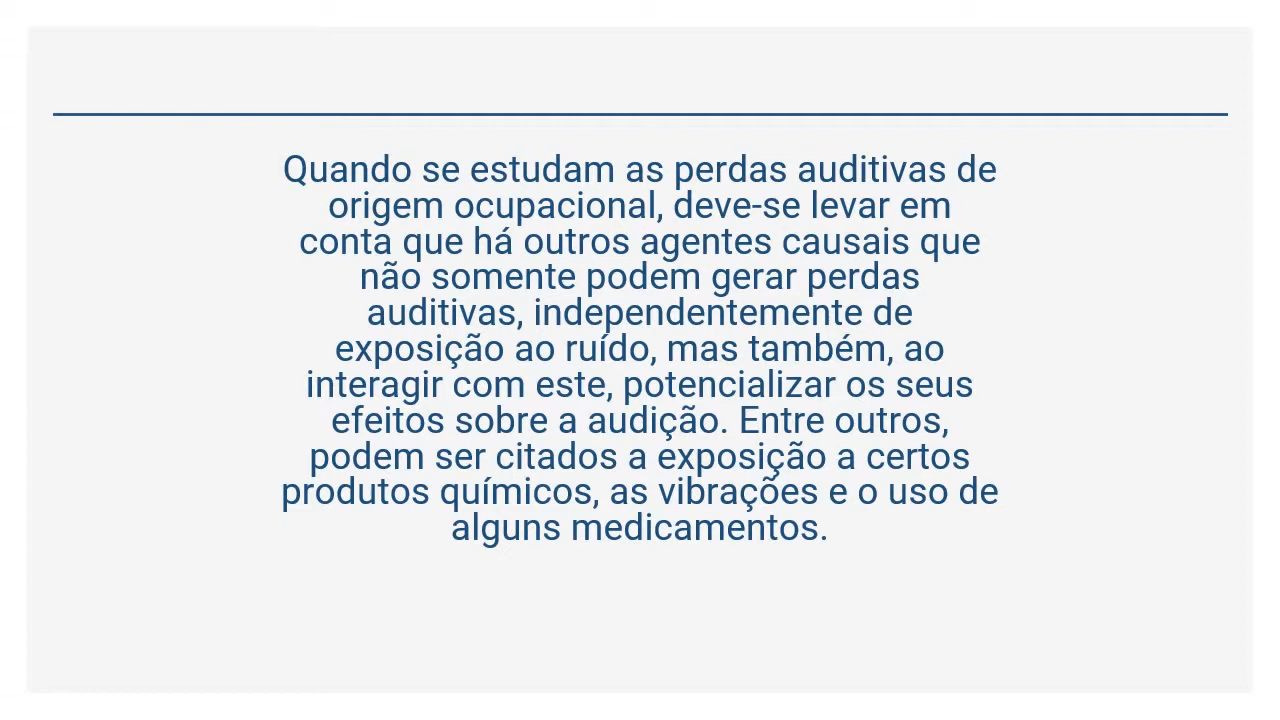 Quando se estudam as perdas auditivas de
origem ocupacional, deve-se levar em
conta que há outros agentes causais que
não somente podem gerar perdas
auditivas, independentemente de
exposição ao ruído, mas também, ao
interagir com este, potencializar os seus
efeitos sobre a audição. Entre outros,
podem ser citados a exposição a certos
produtos químicos, as vibrações e o uso de
alguns medicamentos.